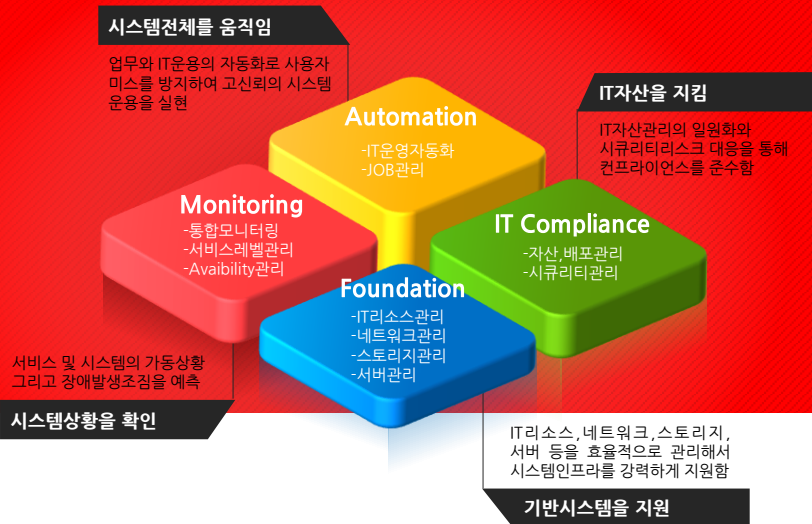 시스템전체를 움직임
업무와 IT운용의 자동화로 사용자
미스를 방지하여 고신뢰의 시스템
운용을 실현
IT자산을 지킴
IT자산관리의 일원화와
시큐리티리스크 대응을 통해
컨프라이언스를 준수함
Automation
-IT운영자동화
-JOB관리
Monitoring
-통합모니터링
-서비스레벨관리
-Avaibility관리
IT Compliance
-자산,배포관리
-시큐리티관리
Foundation
-IT리소스관리
-네트워크관리
-스토리지관리
-서버관리
서비스 및 시스템의 가동상황
그리고 장애발생조짐을 예측
시스템상황을 확인
IT리소스,네트워크,스토리지,
서버 등을 효율적으로 관리해서
시스템인프라를 강력하게 지원함
기반시스템을 지원